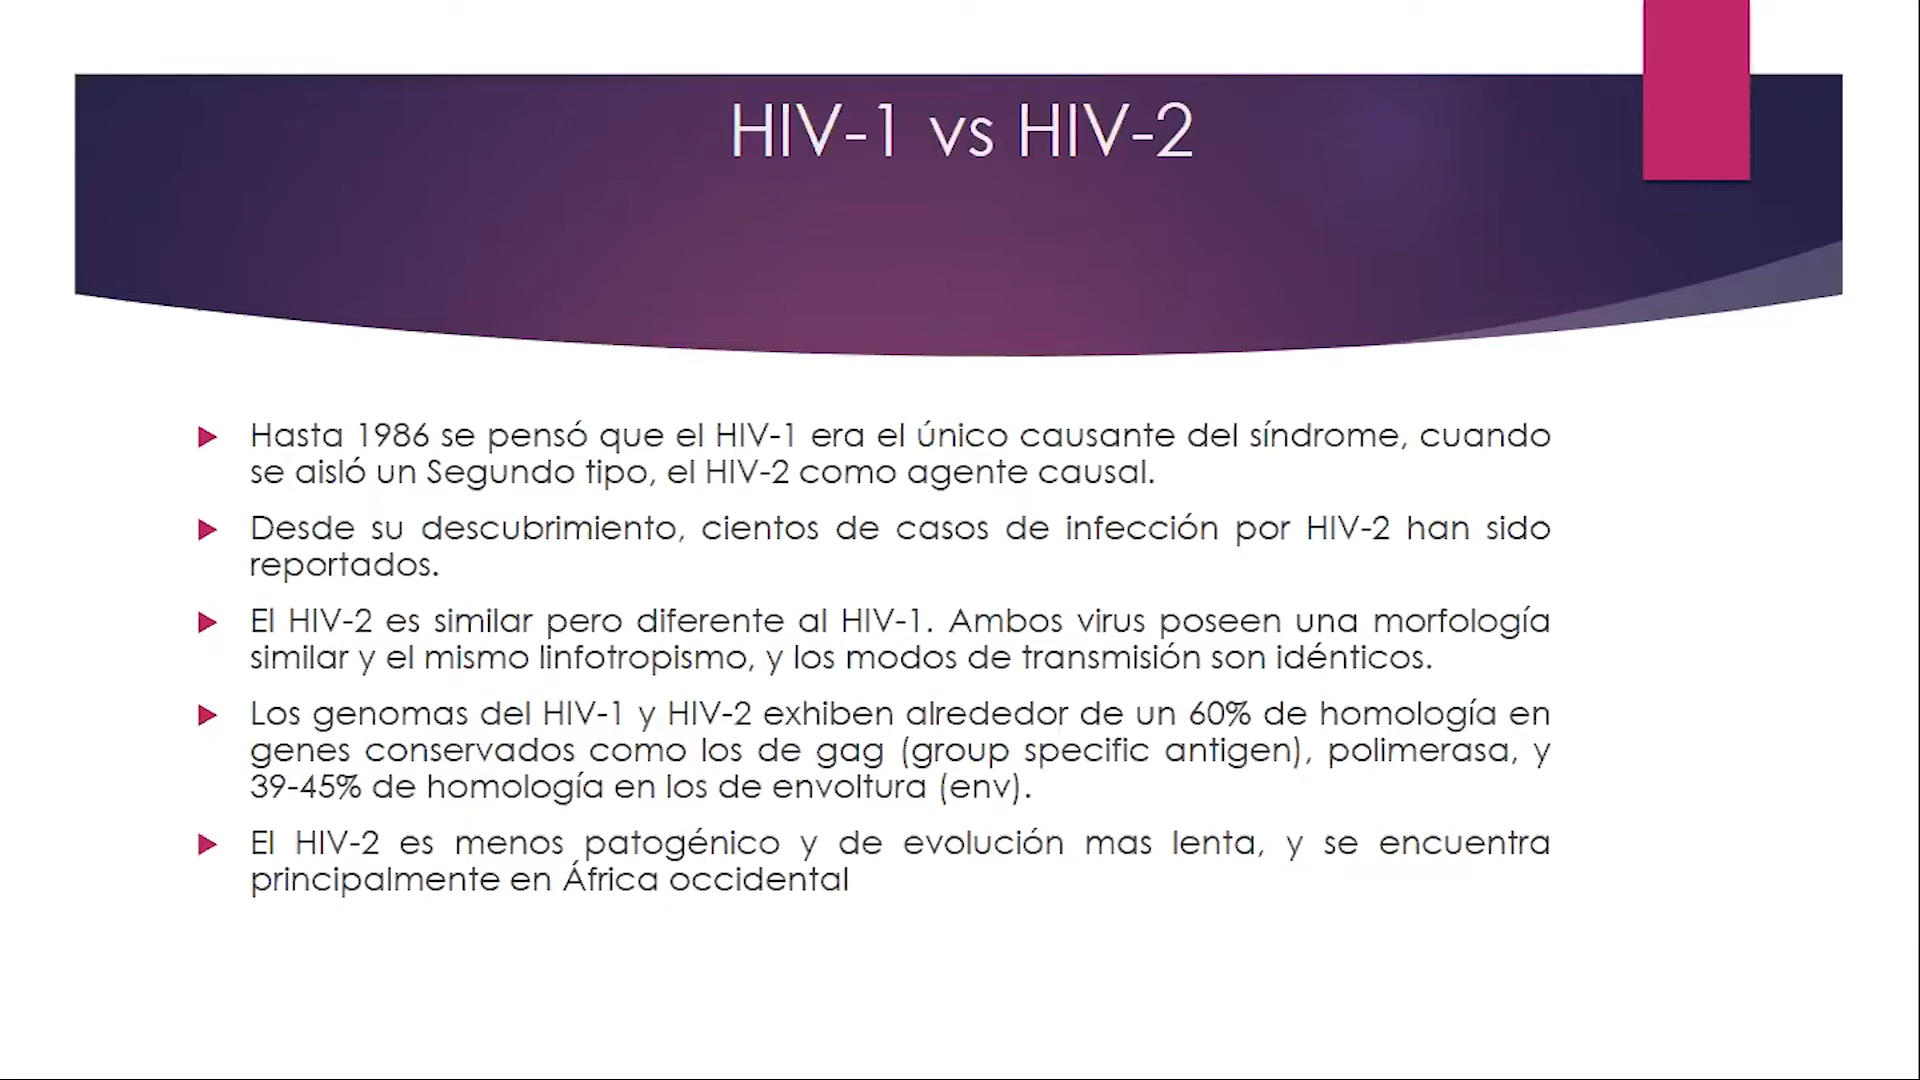 HIV-1 vs HIV-2
Hasta 1986 se pensó que el HIV-1 era el único causante del síndrome, cuando
se aisló un Segundo tipo, el HIV-2 como agente causal.
Desde su descubrimiento, cientos de casos de infección por HIV-2 han sido
reportados.
El HIV-2 es similar pero diferente al HIV-1. Ambos virus poseen una morfología
similar y el mismo linfotropismo, y los modos de transmisión son idénticos.
Los genomas del HIV-1 y HIV-2 exhiben alrededor de un 60% de homología en
genes conservados como los de gag (group specific antigen), polimerasa, y
39-45% de homología en los de envoltura (env).
El HIV-2 es menos patogénico y de evolución mas lenta, y se encuentra
principalmente en África occidental